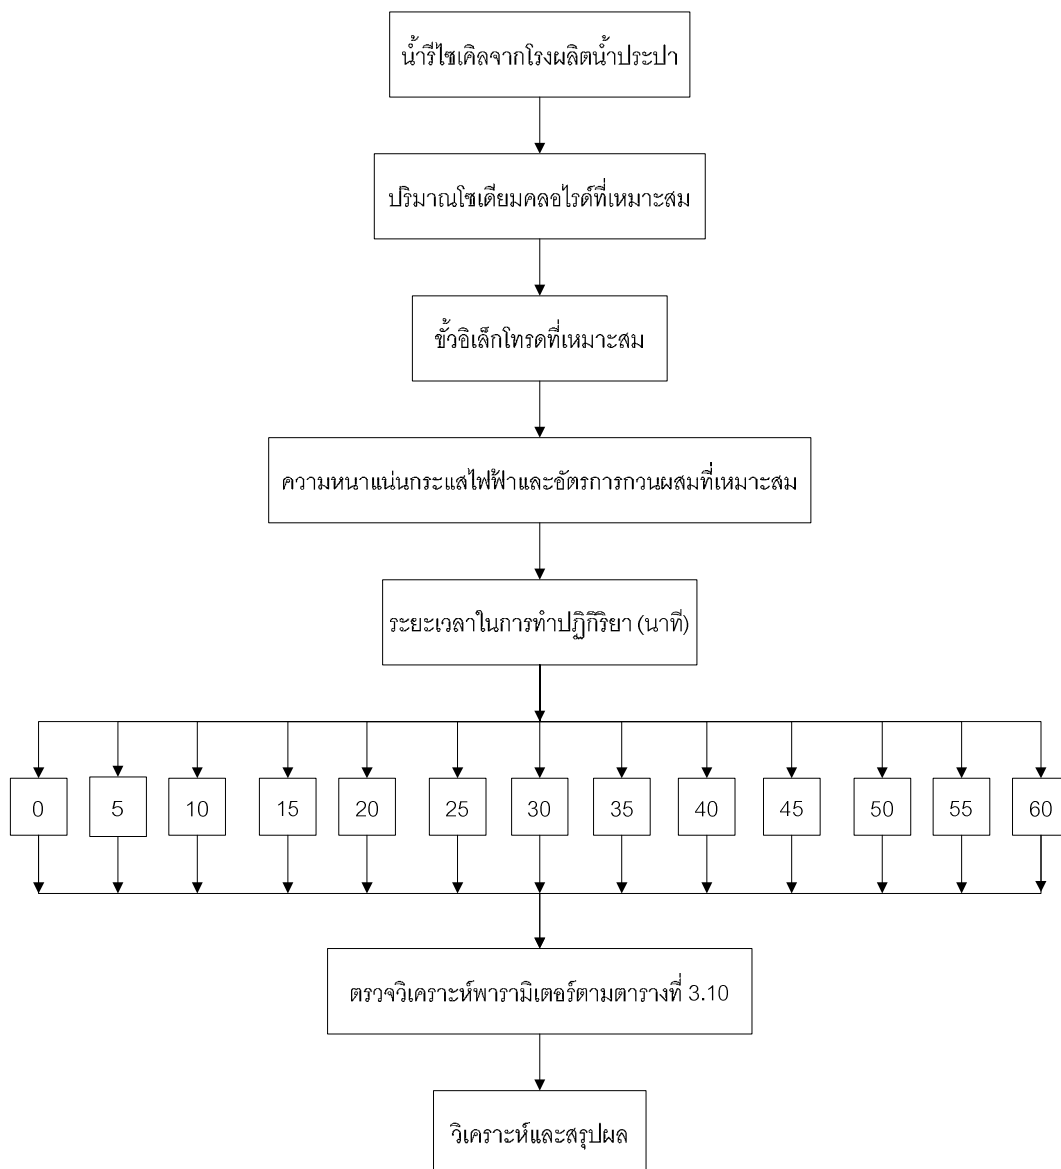 น้ำรีไซเคิลจากโรงผลิตน้ำประปา
ปริมาณโซเดียมคลอไรด์ที่เหมาะสม
ขั้วอิเล็กโทรดที่เหมาะสม
ความหนาแน่นกระแสไฟฟ้าและอัตรการกวนผสมที่เหมาะสม
ระยะเวลาในการทำปฏิกิริยา (นาที)
0 5 10 15 20 25 30 35 40 45 50 55 60
ตรวจวิเคราะห์พารามิเตอร์ตามตารางที่ 3.10
วิเคราะห์และสรุปผล